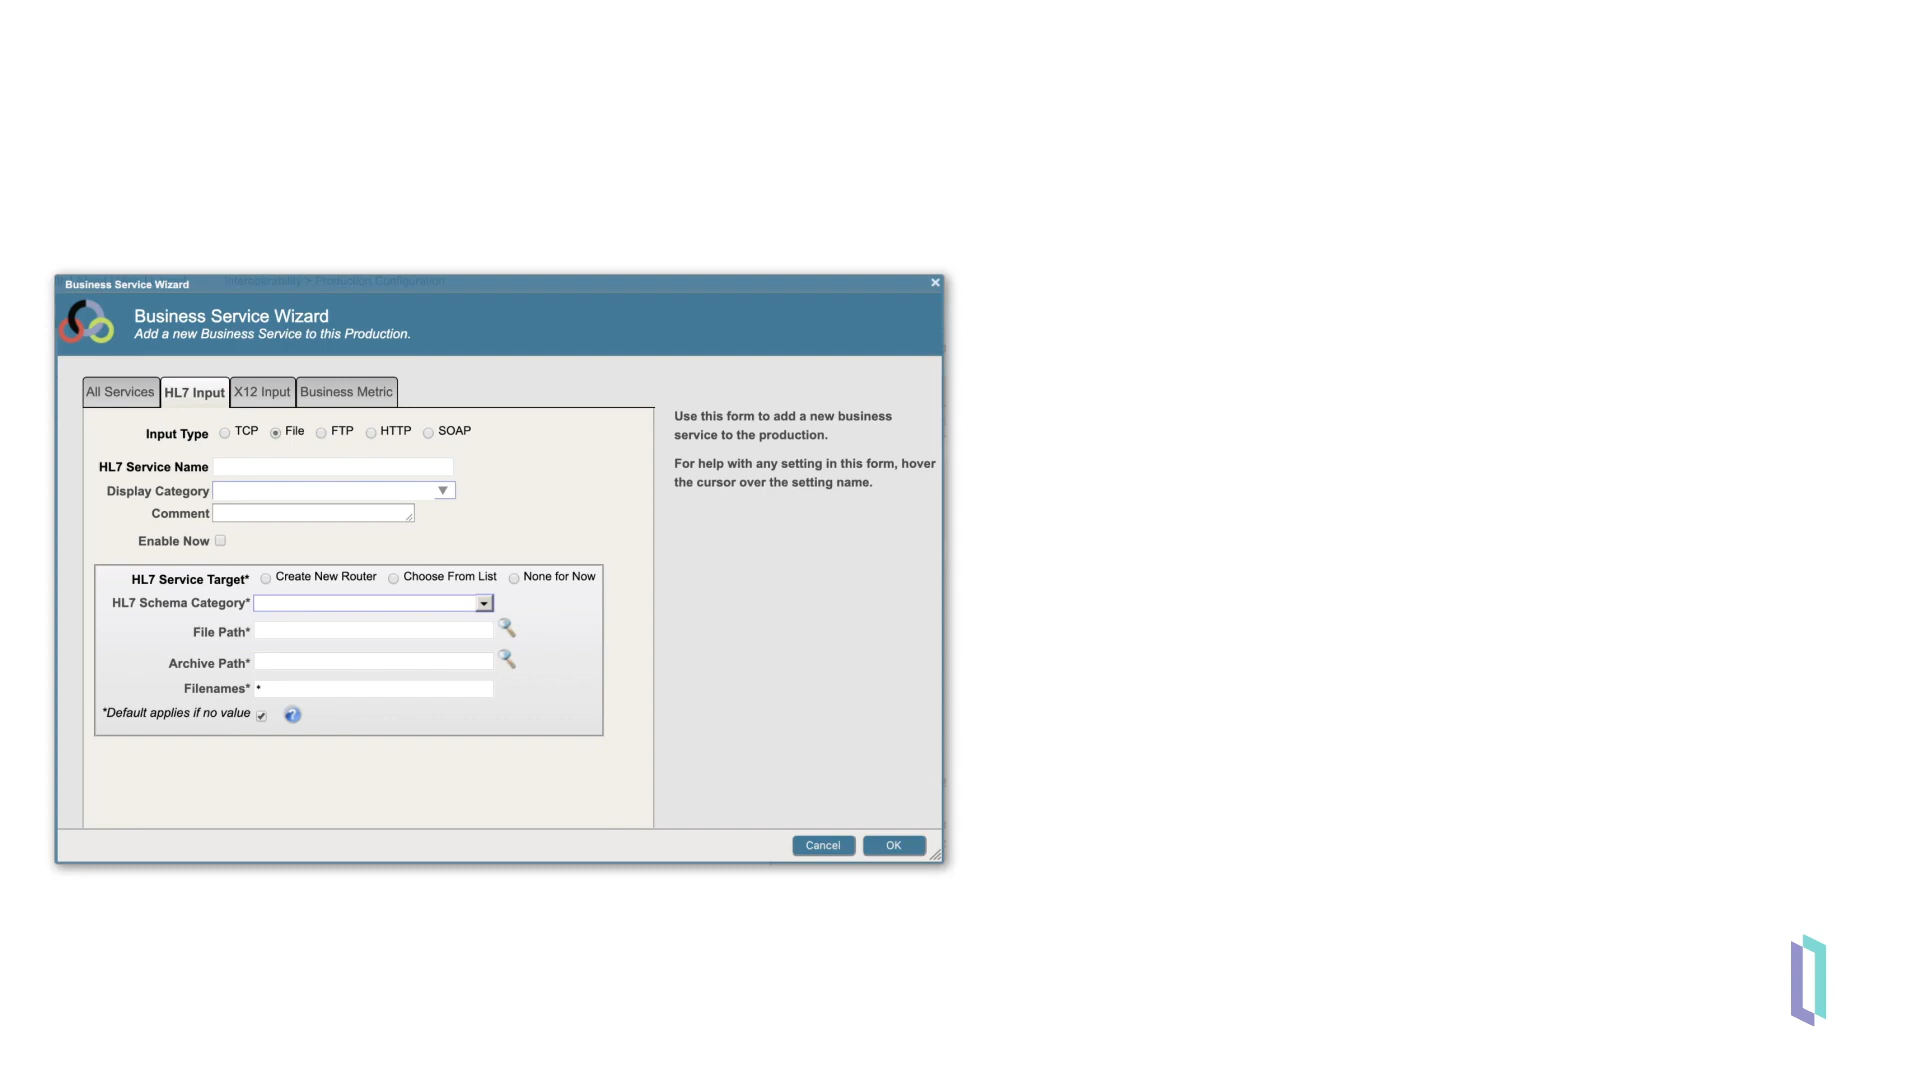 Business Service Wizard
Interoperability > Production Configuration
Business Service Wizard
Add a new Business Service to this Production.
All Services
HL7 Input
X12 Input
Business Metric
Input Type TCP File FTP HTTP SOAP
HL7 Service Name
Display Category
Comment
Enable Now
HL7 Service Target* Create New Router Choose From List None for Now
HL7 Schema Category*
File Path*
Archive Path*
Filenames* *
*Default applies if no value
Use this form to add a new business
service to the production.
For help with any setting in this form, hover
the cursor over the setting name.
Cancel
OK